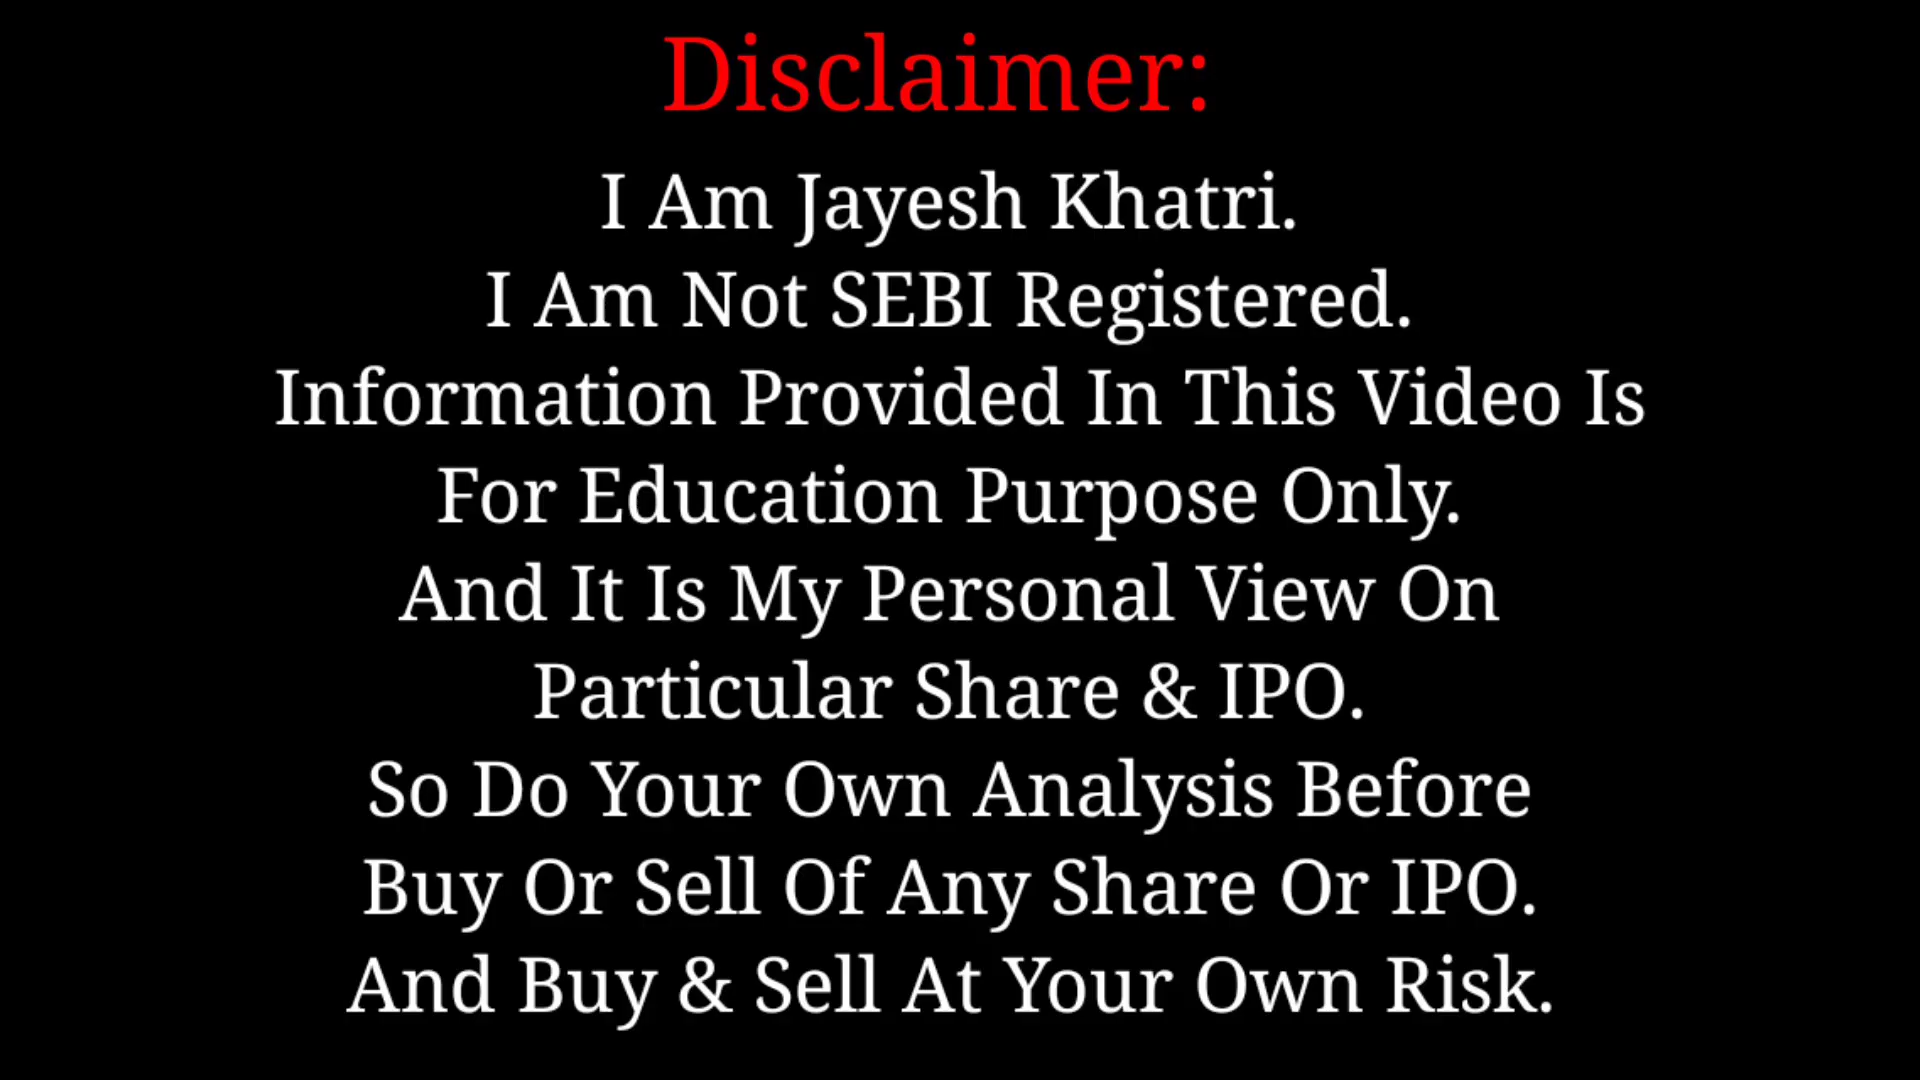 Disclaimer:
I Am Jayesh Khatri.
I Am Not SEBI Registered.
Information Provided In This Video Is
For Education Purpose Only.
And It Is My Personal View On
Particular Share & IPO.
So Do Your Own Analysis Before
Buy Or Sell Of Any Share Or IPO.
And Buy & Sell At Your Own Risk.